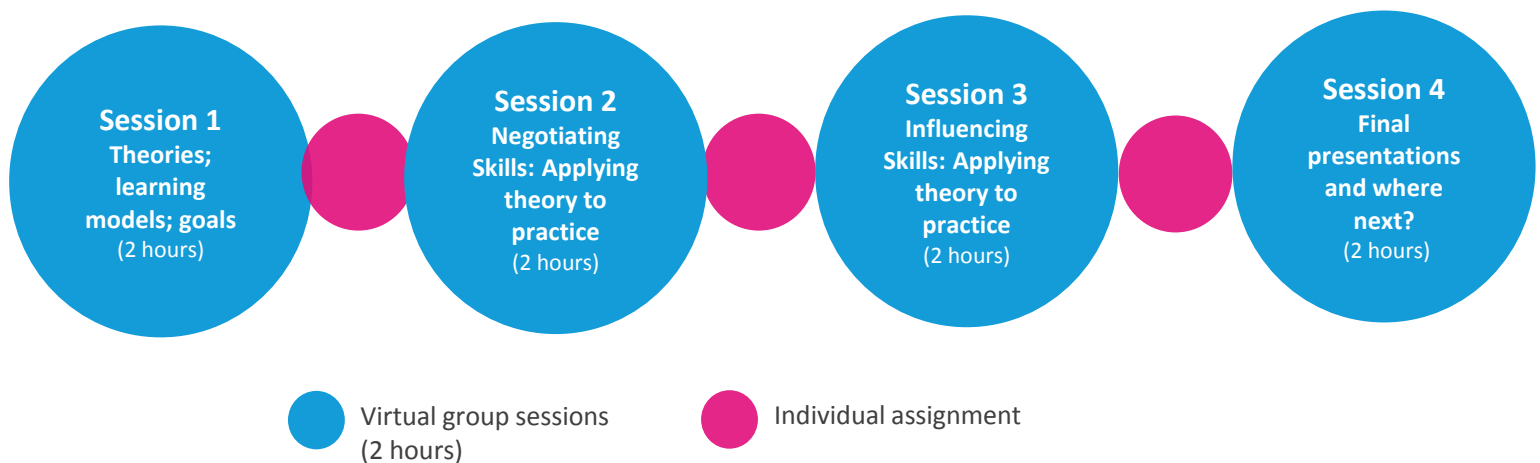 Session 1
Theories;
learning
models; goals
(2 hours)
Session 2
Negotiating
Skills: Applying
theory to
practice
(2 hours)
Session 3
Influencing
Skills: Applying
theory to
practice
(2 hours)
Session 4
Final
presentations
and where
next?
(2 hours)
Virtual group sessions
(2 hours)
Individual assignment